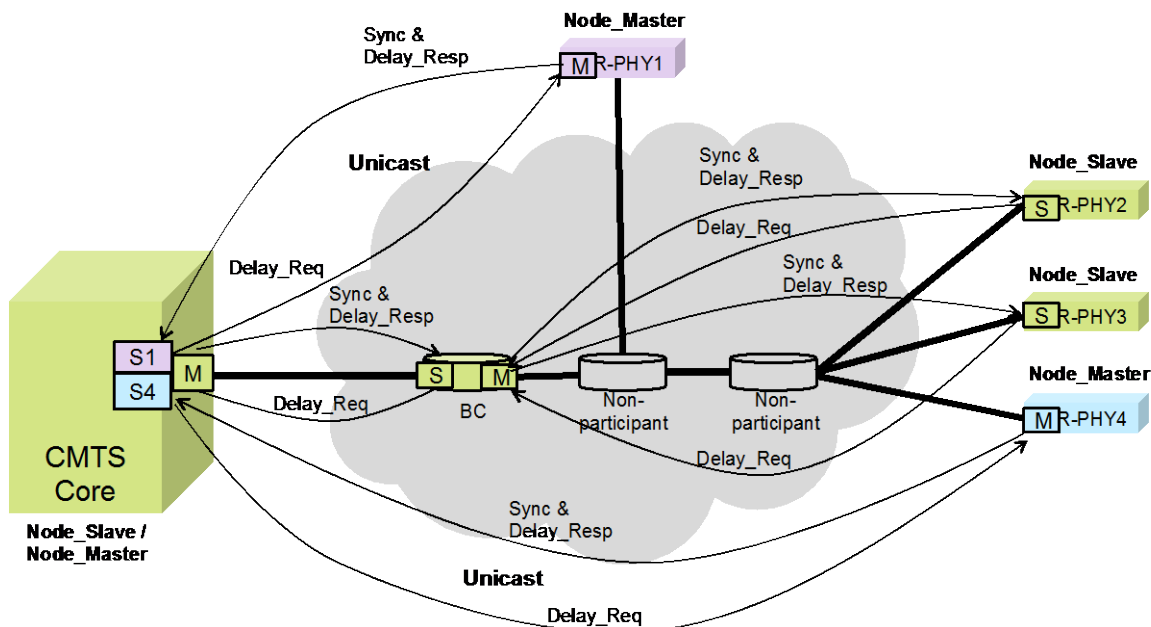 Node_Master
Sync &
Delay_Resp
M
R-PHY1
Unicast
Sync &
Delay_Resp
Node_Slave
S
R-PHY2
Delay_Req
Delay_Req
Sync &
Delay_Resp
Node_Slave
Sync &
Delay_Resp
S
R-PHY3
S1
M
S4
S
M
Node_Master
Delay_Req
BC
Non-
participant
Non-
participant
M
R-PHY4
Delay_Req
CMTS
Core
Sync &
Delay_Resp
Node_Slave /
Node_Master
Unicast
Delay_Req